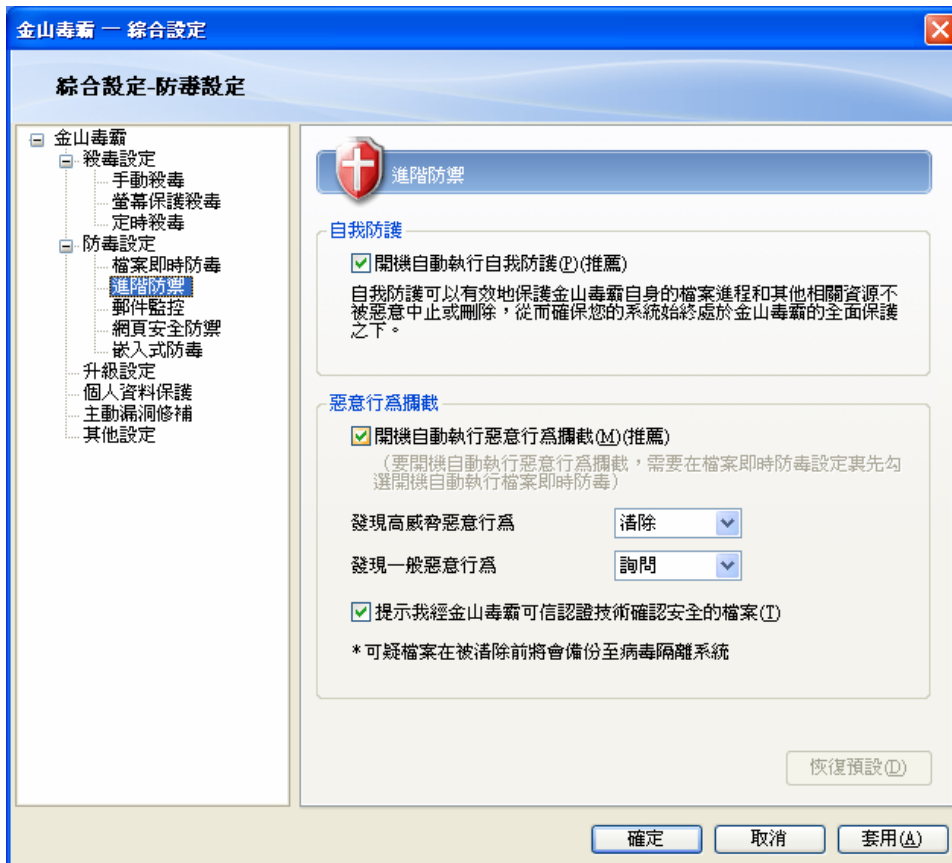 金山毒霸 — 綜合設定
綜合設定-防毒設定
金山毒霸
殺毒設定
手動殺毒
螢幕保護殺毒
定時殺毒
防毒設定
檔案即時防毒
進階防禦
郵件監控
網頁安全防禦
嵌入式防毒
升級設定
個人資料保護
主動漏洞修補
其他設定
進階防禦
自我防護
開機自動執行自我防護(P)(推薦)
自我防護可以有效地保護金山毒霸自身的檔案進程和其他相關資源不
被惡意中止或刪除，從而確保您的系統始終處於金山毒霸的全面保護
之下。
惡意行為攔截
開機自動執行惡意行為攔截(M)(推薦)
（要開機自動執行惡意行為攔截，需要在檔案即時防毒設定裏先勾
選開機自動執行檔案即時防毒）
發現高威脅惡意行為
清除
發現一般惡意行為
詢問
提示我經金山毒霸可信認證技術確認安全的檔案(T)
*可疑檔案在被清除前將會備份至病毒隔離系統
恢復預設(D)
確定
取消
套用(A)